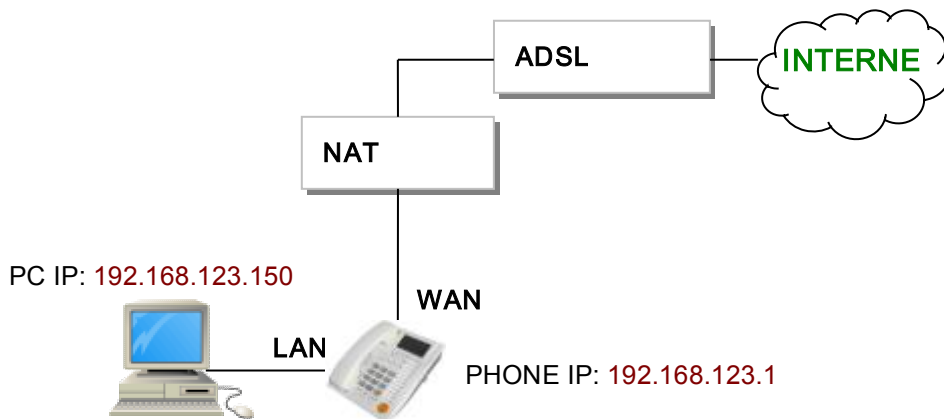 ADSL
INTERNE
NAT
PC IP: 192.168.123.150
WAN
LAN
PHONE IP: 192.168.123.1